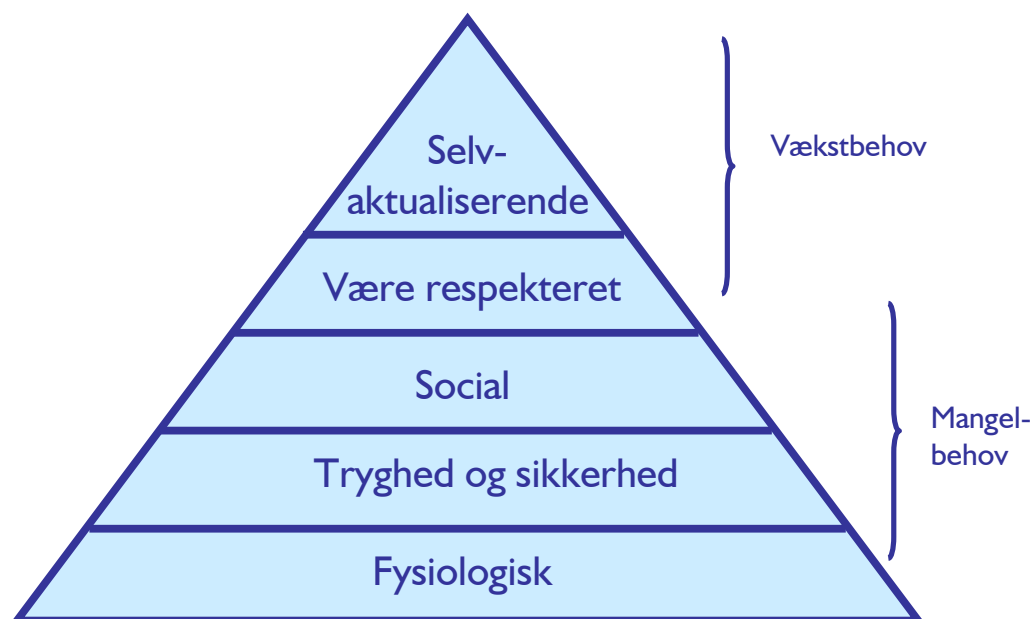 Selv-
aktualiserende
Være respekteret
Social
Tryghed og sikkerhed
Fysiologisk
Vækstbehov
Mangel-
behov